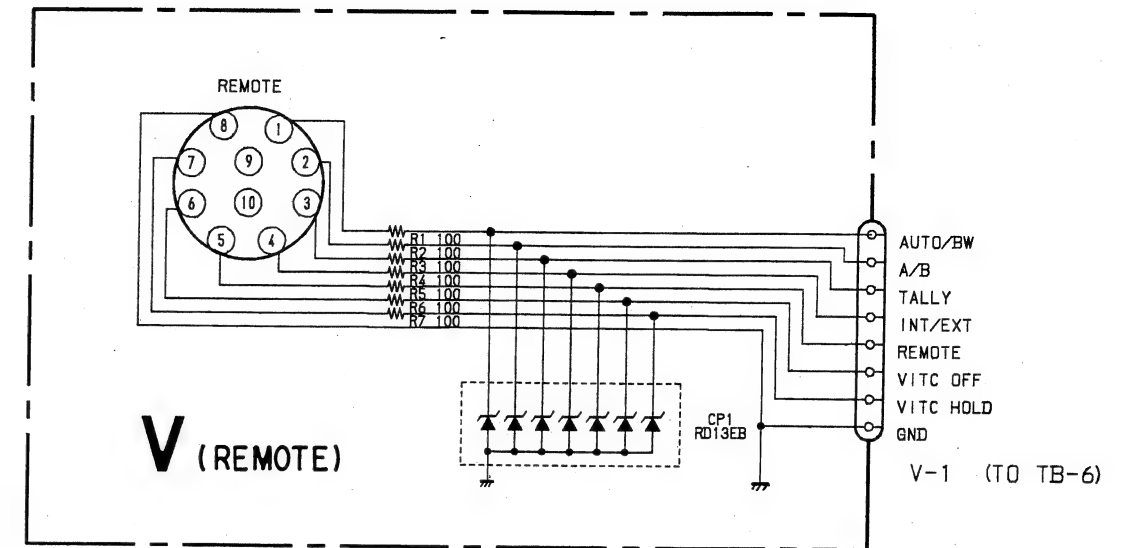 REMOTE
8 1
7 9 2
6 10 3
5 4
R1 100
R2 100
R3 100
R4 100
R5 100
R6 100
R7 100
AUTO/BW
A/B
TALLY
INT/EXT
REMOTE
VITC OFF
VITC HOLD
GND
CP1
RD13EB
V (REMOTE)
V-1 (TO TB-6)